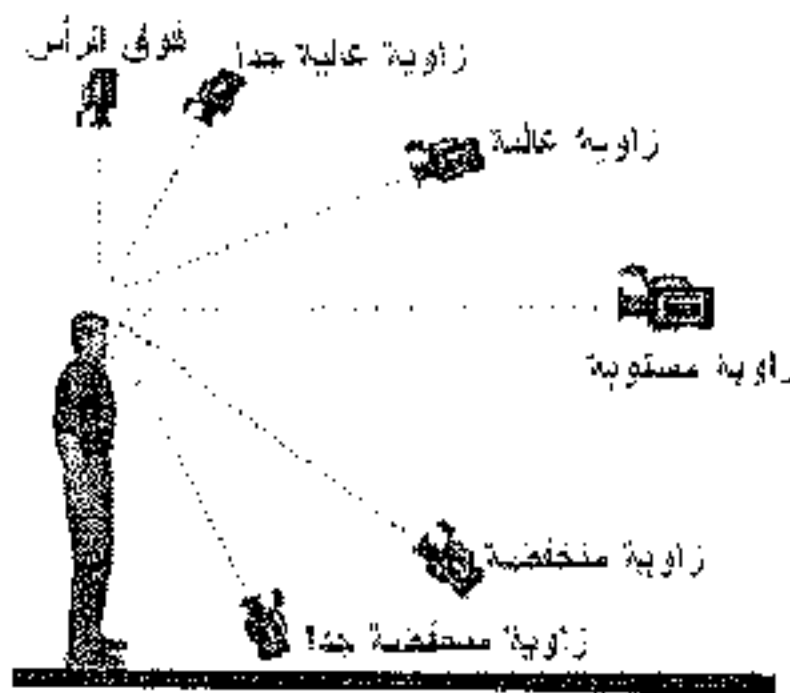 فوق الرأس
زاوية عالية جدا
زاوية عالية
زاوية مستوية
زاوية منخفضة
زاوية منخفضة جدا